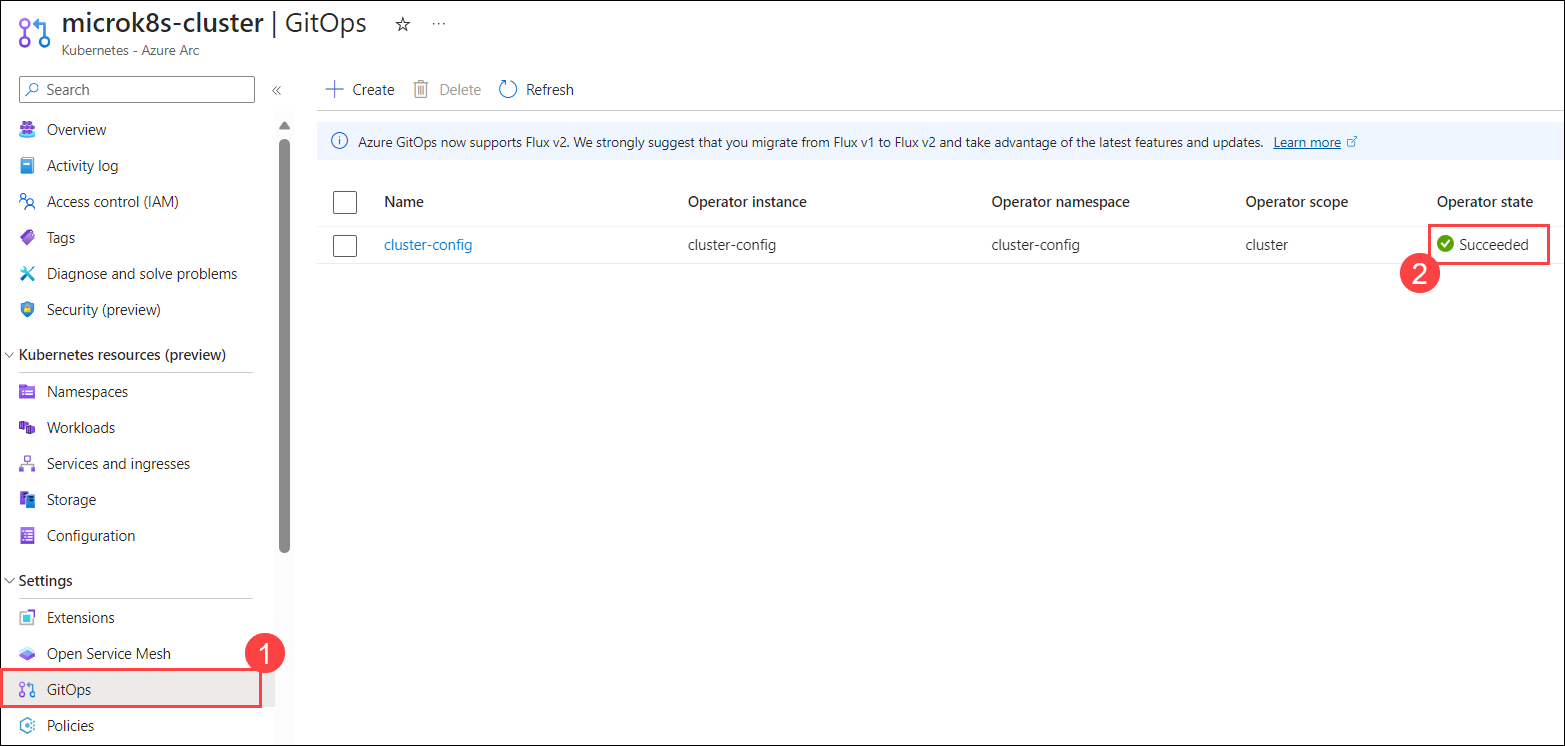 microk8s-cluster | GitOps
Kubernetes - Azure Arc
Search
Overview
Activity log
Access control (IAM)
Tags
Diagnose and solve problems
Security (preview)
Kubernetes resources (preview)
Namespaces
Workloads
Services and ingresses
Storage
Configuration
Settings
Extensions
Open Service Mesh
1
GitOps
Policies
Create Delete Refresh
Azure GitOps now supports Flux v2. We strongly suggest that you migrate from Flux v1 to Flux v2 and take advantage of the latest features and updates. Learn more
Name Operator instance Operator namespace Operator scope Operator state
cluster-config cluster-config cluster-config cluster Succeeded
2